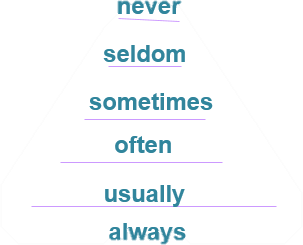 never
seldom
sometimes
often
usually
always